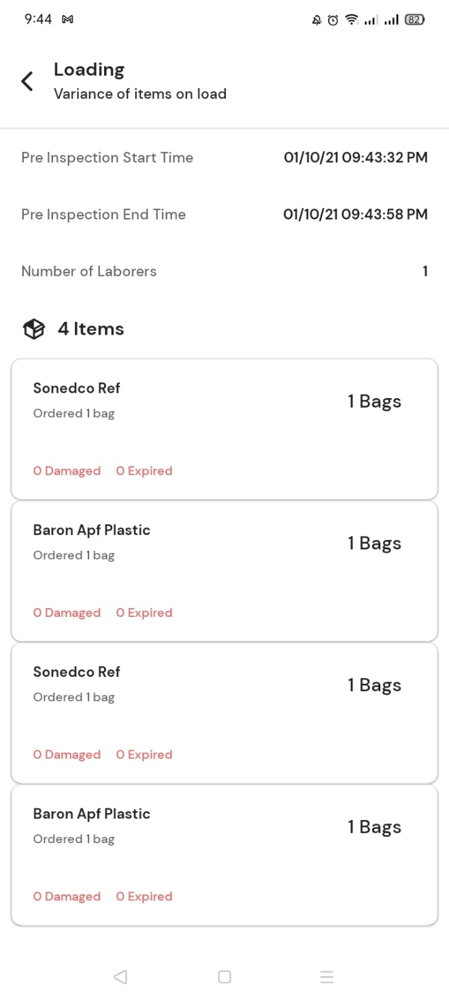 9:44
82
Loading
Variance of items on load
Pre Inspection Start Time 01/10/21 09:43:32 PM
Pre Inspection End Time 01/10/21 09:43:58 PM
Number of Laborers 1
4 Items
Sonedco Ref
1 Bags
Ordered 1 bag
0 Damaged 0 Expired
Baron Apf Plastic
1 Bags
Ordered 1 bag
0 Damaged 0 Expired
Sonedco Ref
1 Bags
Ordered 1 bag
0 Damaged 0 Expired
Baron Apf Plastic
1 Bags
Ordered 1 bag
0 Damaged 0 Expired